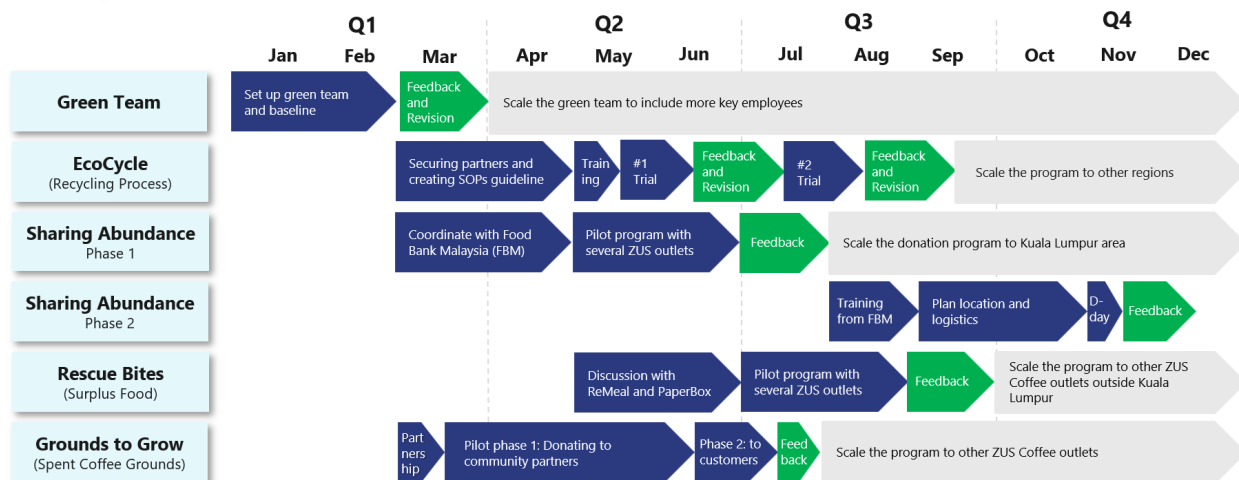 Q1
Q2
Q3
Q4
Jan
Feb
Mar
Apr
May
Jun
Jul
Aug
Sep
Oct
Nov
Dec
Green Team
Set up green team
and baseline
Feedback
and
Revision
Scale the green team to include more key employees
EcoCycle
(Recycling Process)
Securing partners and
creating SOPs guideline
Train
ing
#1
Trial
Feedback
and
Revision
#2
Trial
Feedback
and
Revision
Scale the program to other regions
Sharing Abundance
Phase 1
Coordinate with Food
Bank Malaysia (FBM)
Pilot program with
several ZUS outlets
Feedback
Scale the donation program to Kuala Lumpur area
Sharing Abundance
Phase 2
Training
from FBM
Plan location and
logistics
D-
day
Feedback
Rescue Bites
(Surplus Food)
Discussion with
ReMeal and PaperBox
Pilot program with
several ZUS outlets
Feedback
Scale the program to other ZUS
Coffee outlets outside Kuala
Lumpur
Grounds to Grow
(Spent Coffee Grounds)
Part
ners
hip
Pilot phase 1: Donating to
community partners
Phase 2: to
customers
Feed
back
Scale the program to other ZUS Coffee outlets